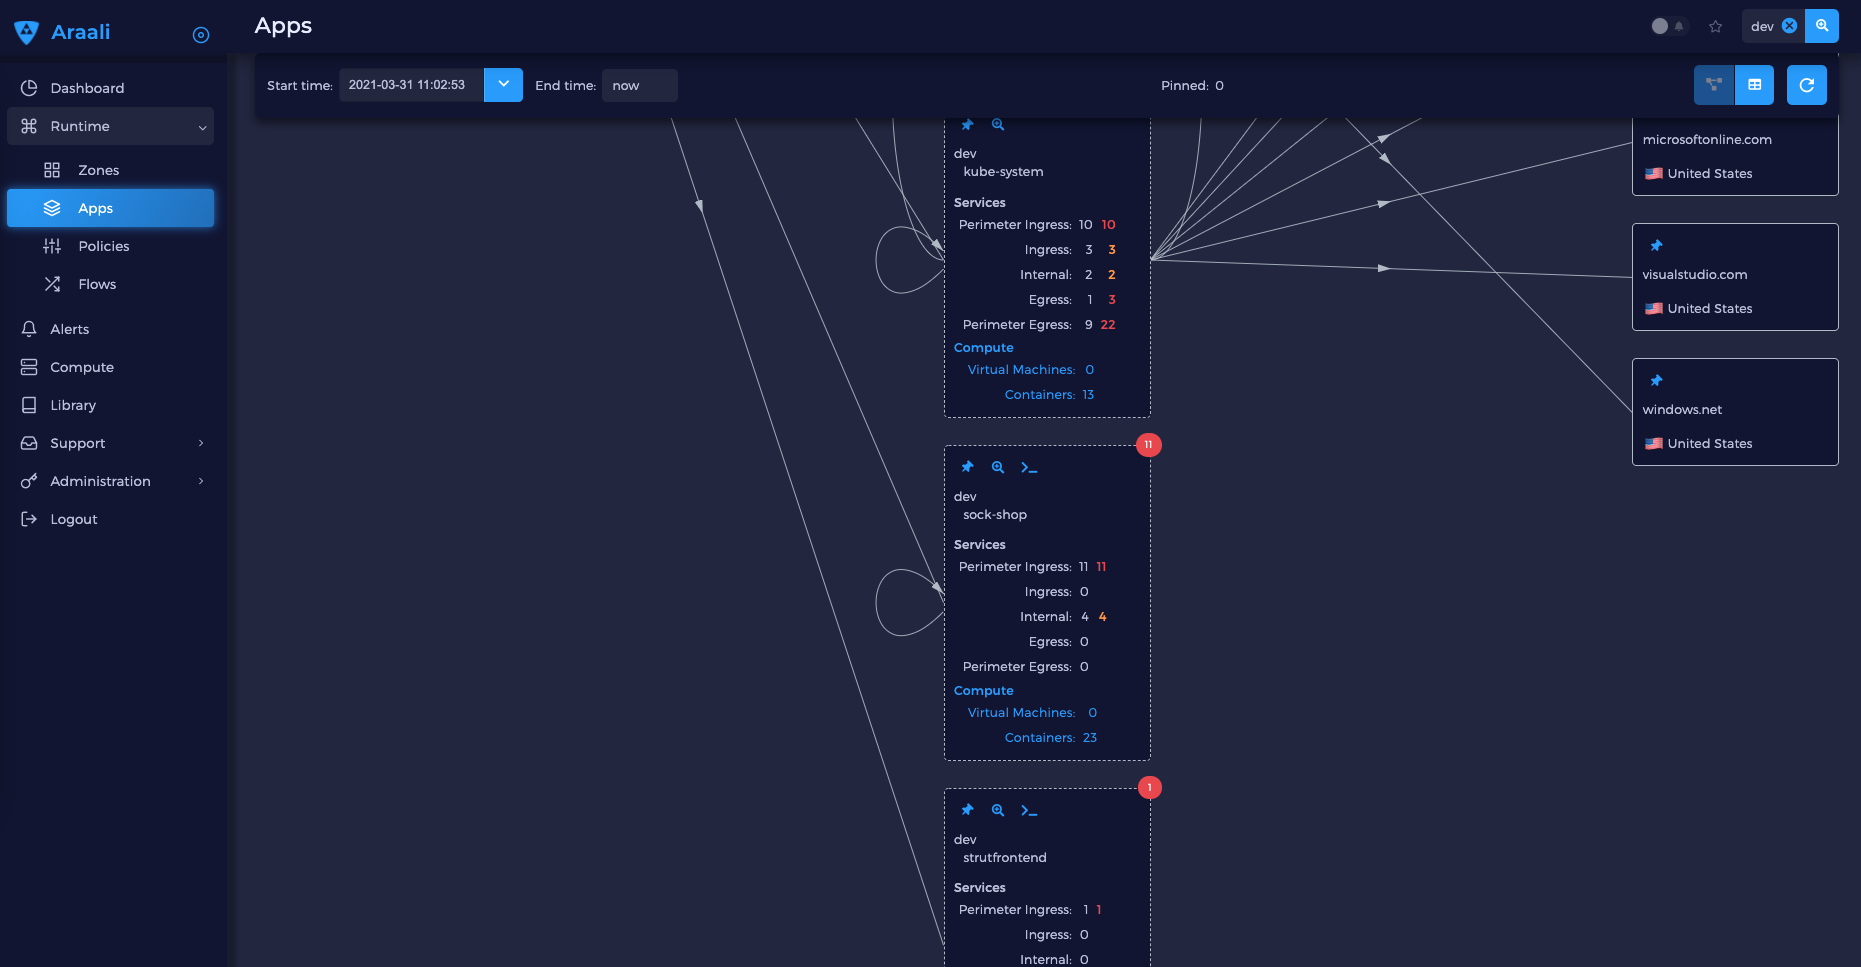 Araali
Apps
dev
Start time: 2021-03-31 11:02:53 End time: now Pinned: 0
Dashboard
Runtime
Zones
Apps
Policies
Flows
Alerts
Compute
Library
Support
Administration
Logout
dev
kube-system
Services
Perimeter Ingress: 10 10
Ingress: 3 3
Internal: 2 2
Egress: 1 3
Perimeter Egress: 9 22
Compute
Virtual Machines: 0
Containers: 13
11
dev
sock-shop
Services
Perimeter Ingress: 11 11
Ingress: 0
Internal: 4 4
Egress: 0
Perimeter Egress: 0
Compute
Virtual Machines: 0
Containers: 23
1
dev
strutfrontend
Services
Perimeter Ingress: 1 1
Ingress: 0
Internal: 0
microsoftonline.com
United States
visualstudio.com
United States
windows.net
United States